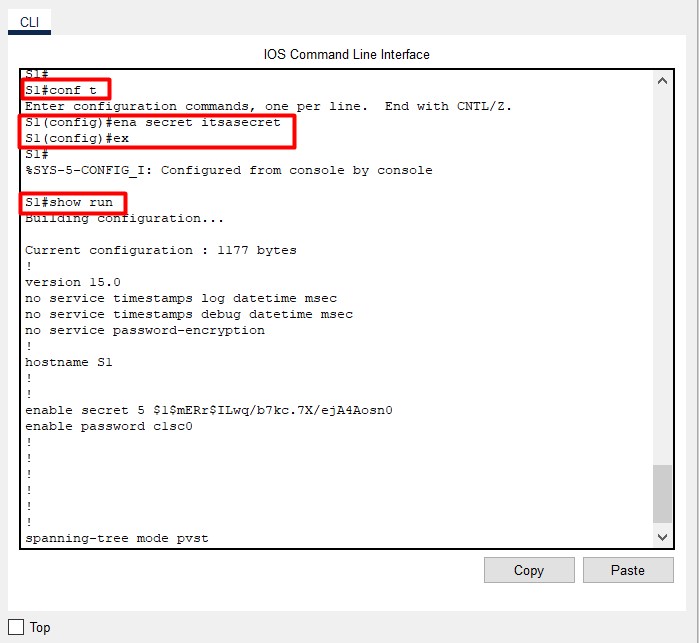 CLI
IOS Command Line Interface
S1#
S1#conf t
Enter configuration commands, one per line.  End with CNTL/Z.
S1(config)#ena secret itsasecret
S1(config)#ex
S1#
%SYS-5-CONFIG_I: Configured from console by console
S1#show run
Building configuration...
Current configuration : 1177 bytes
!
version 15.0
no service timestamps log datetime msec
no service timestamps debug datetime msec
no service password-encryption
!
hostname S1
!
!
enable secret 5 $1$mERr$ILwq/b7kc.7X/ejA4Aosn0
enable password c1sc0
!
!
!
!
!
!
spanning-tree mode pvst
Copy
Paste
Top